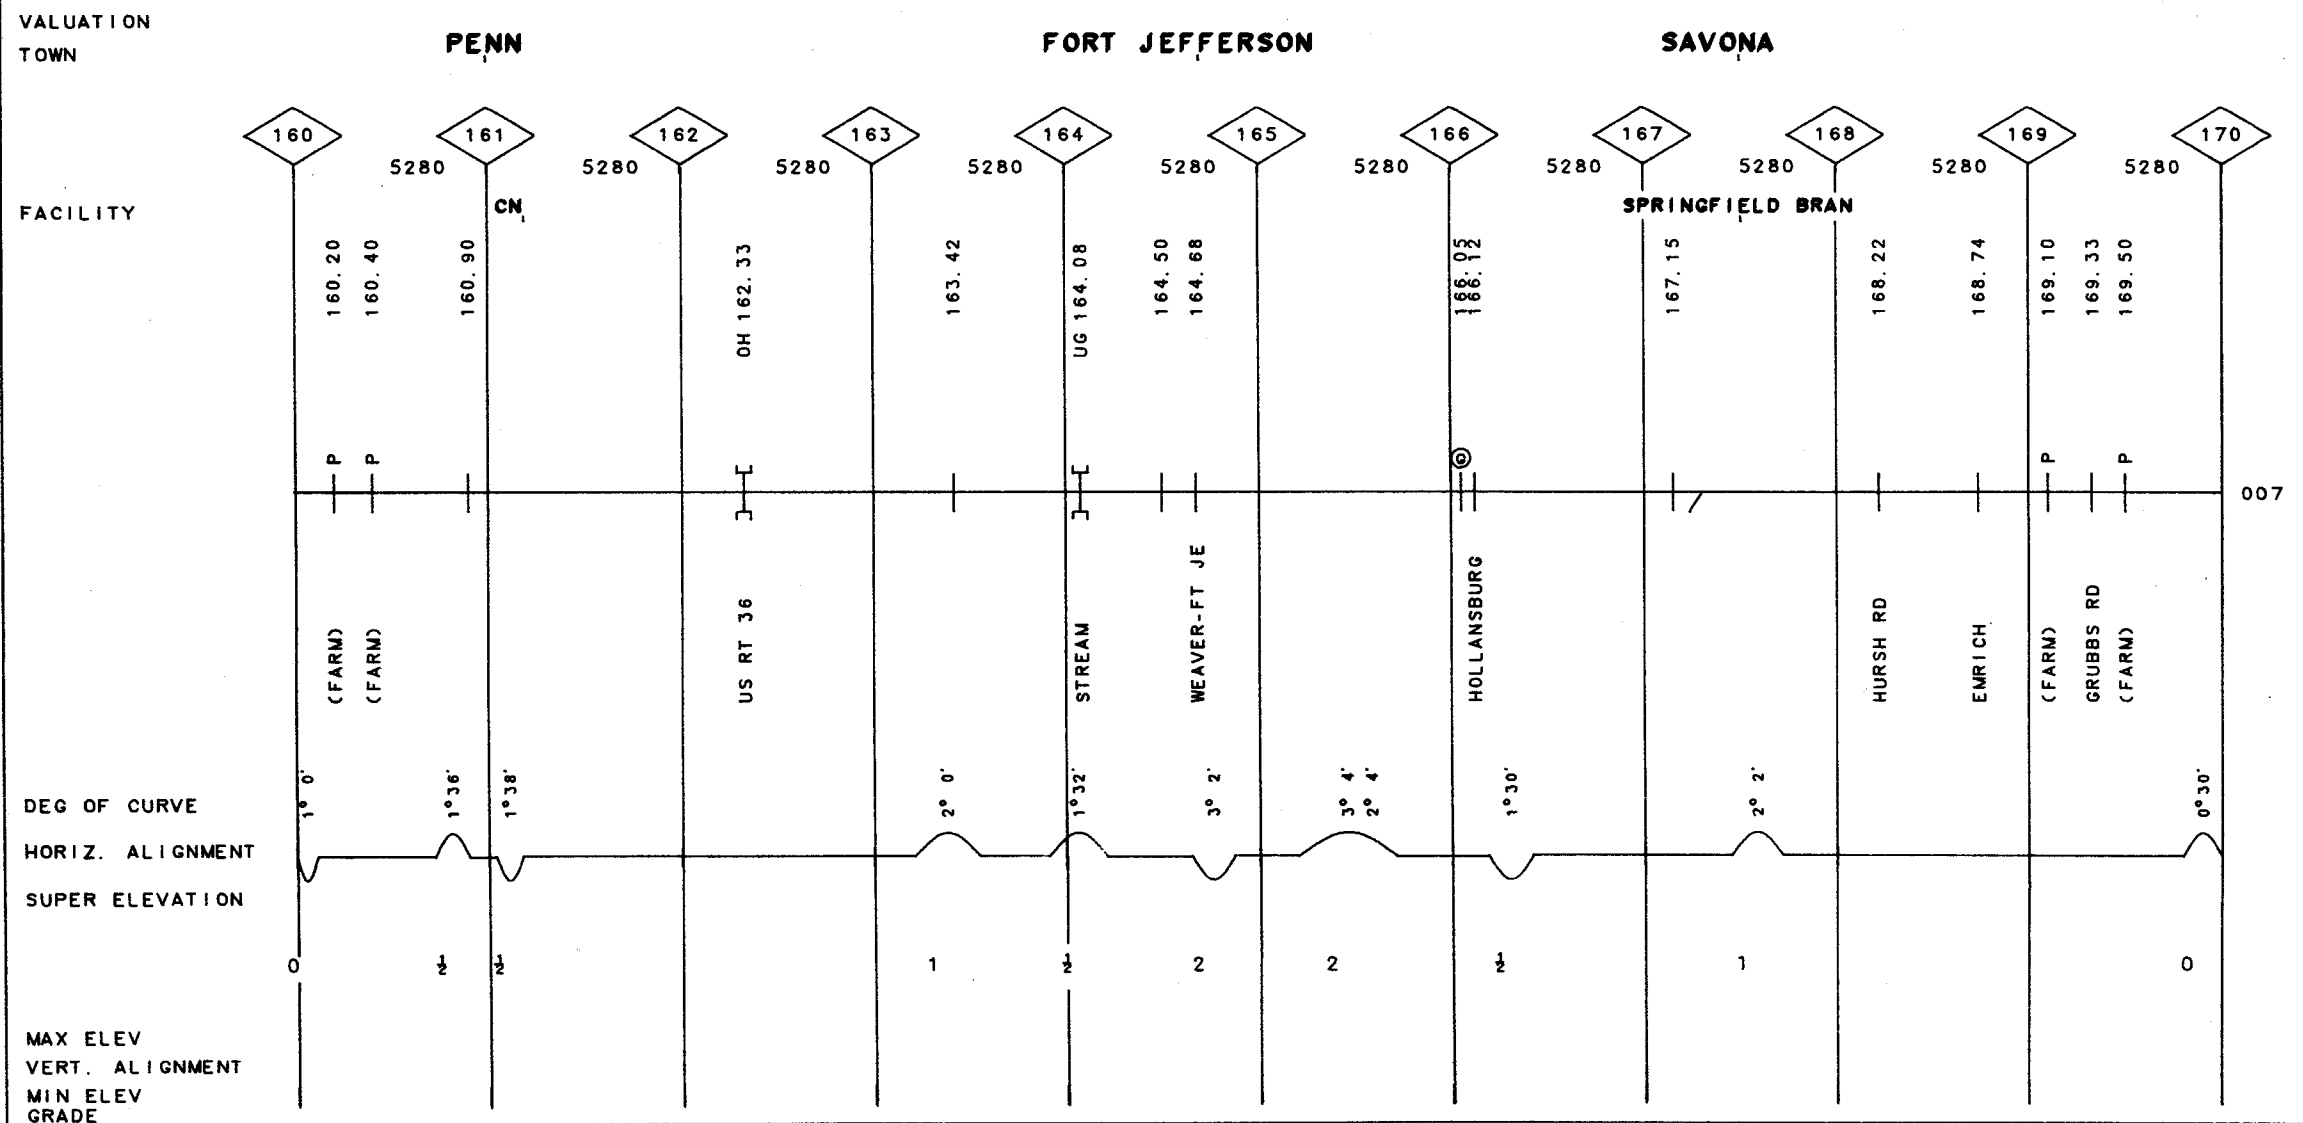 VALUATION
TOWN
PENN FORT JEFFERSON SAVONA
160 161 162 163 164 165 166 167 168 169 170
5280 5280 5280 5280 5280 5280 5280 5280 5280 5280
FACILITY
CN SPRINGFIELD BRAN
160.20 160.40 160.90 OH 162.33 163.42 UG 164.08 164.50 164.68 166.05 166.12 167.15 168.22 168.74 169.10 169.33 169.50
P P P P
007
(FARM) (FARM) US RT 36 STREAM WEAVER-FT JE HOLLANSBURG HURSH RD EMRICH (FARM) GRUBBS RD (FARM)
DEG OF CURVE
1° 0' 1°36' 1°38' 2° 0' 1°32' 3° 2' 3° 4' 2° 4' 1°30' 2° 2' 0°30'
HORIZ. ALIGNMENT
SUPER ELEVATION
0 ½ ½ 1 ½ 2 2 ½ 1 0
MAX ELEV
VERT. ALIGNMENT
MIN ELEV
GRADE